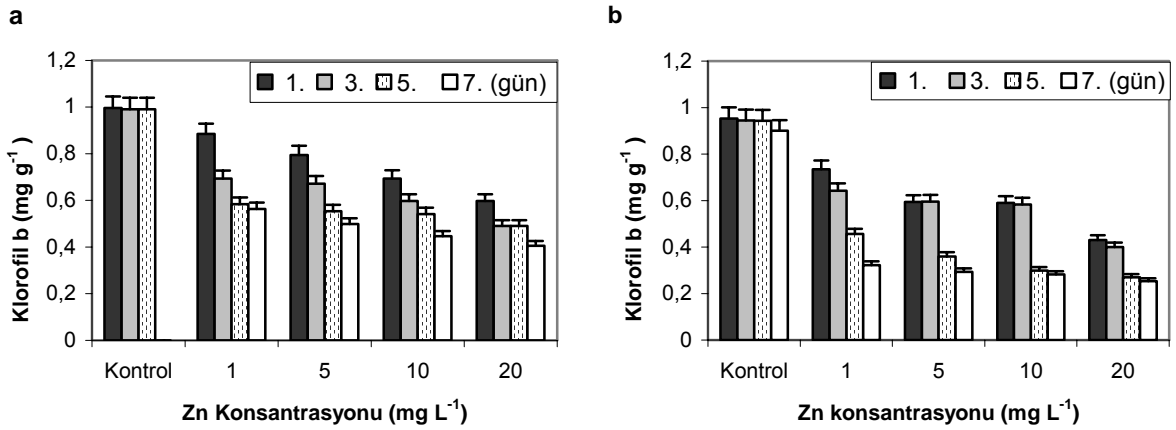 a
1,2
1
0,8
0,6
0,4
0,2
0
Klorofil b (mg g⁻¹)
1. 3. 5. 7. (gün)
Kontrol 1 5 10 20
Zn Konsantrasyonu (mg L⁻¹)
b
1,2
1
0,8
0,6
0,4
0,2
0
Klorofil b (mg g⁻¹)
1. 3. 5. 7. (gün)
Kontrol 1 5 10 20
Zn konsantrasyonu (mg L⁻¹)